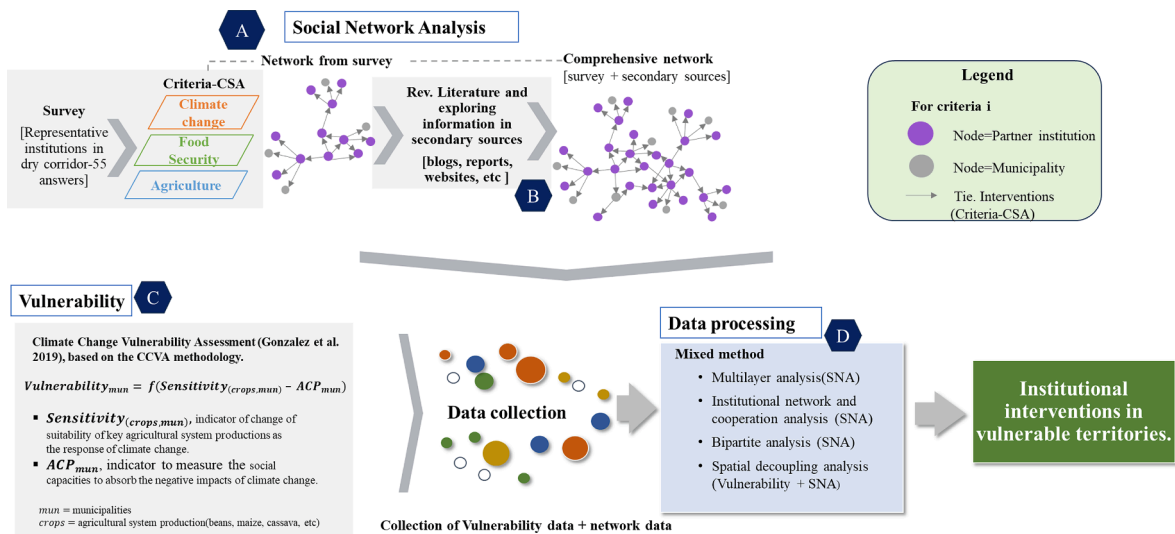 A
Social Network Analysis
Network from survey
Comprehensive network
[survey + secondary sources]
Criteria-CSA
Survey
[Representative
institutions in
dry corridor-55
answers]
Climate
change
Food
Security
Agriculture
Rev. Literature and
exploring
information in
secondary sources
[blogs, reports,
websites, etc ]
B
Legend
For criteria i
Node=Partner institution
Node=Municipality
Tie. Interventions
(Criteria-CSA)
Vulnerability
C
Climate Change Vulnerability Assessment (Gonzalez et al.
2019), based on the CCVA methodology.
Vulnerability_mun = f(Sensitivity_(crops,mun) − ACP_mun)
▪ Sensitivity_(crops,mun), indicator of change of
suitability of key agricultural system productions as
the response of climate change.
▪ ACP_mun, indicator to measure the social
capacities to absorb the negative impacts of climate change.
mun = municipalities
crops = agricultural system production(beans, maize, cassava, etc)
Data collection
Collection of Vulnerability data + network data
Data processing
D
Mixed method
• Multilayer analysis(SNA)
• Institutional network and
cooperation analysis (SNA)
• Bipartite analysis (SNA)
• Spatial decoupling analysis
(Vulnerability + SNA)
Institutional
interventions in
vulnerable territories.